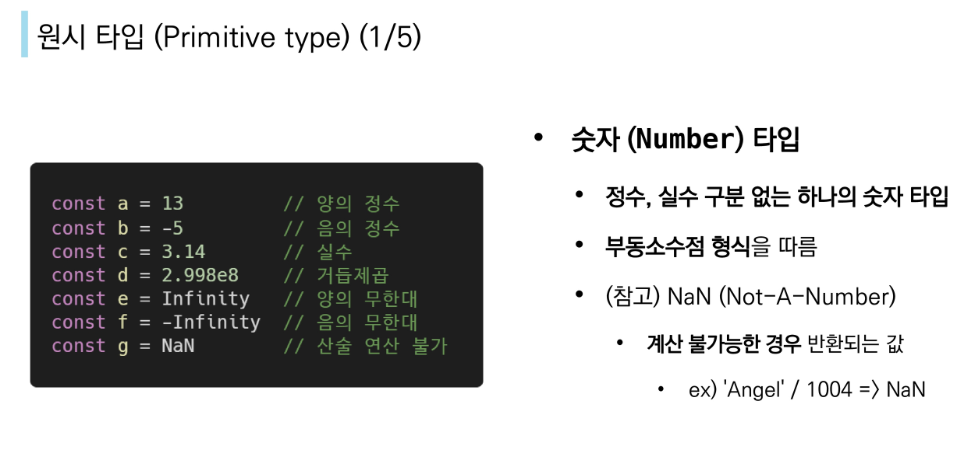 원시 타입 (Primitive type) (1/5)
const a = 13 // 양의 정수
const b = -5 // 음의 정수
const c = 3.14 // 실수
const d = 2.998e8 // 거듭제곱
const e = Infinity // 양의 무한대
const f = -Infinity // 음의 무한대
const g = NaN // 산술 연산 불가
• 숫자 (Number) 타입
• 정수, 실수 구분 없는 하나의 숫자 타입
• 부동소수점 형식을 따름
• (참고) NaN (Not-A-Number)
• 계산 불가능한 경우 반환되는 값
• ex) 'Angel' / 1004 => NaN